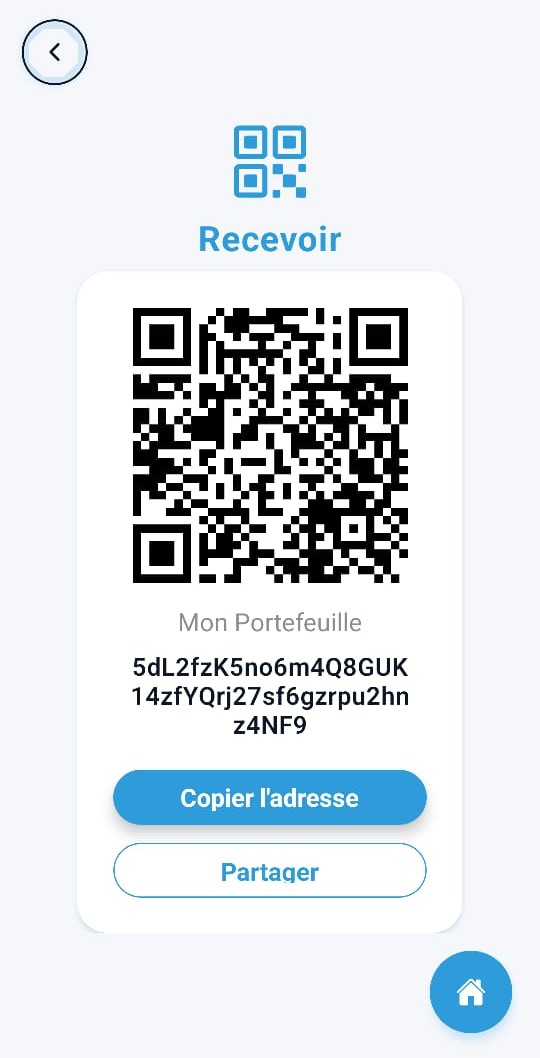 Recevoir
Mon Portefeuille
5dL2fzK5no6m4Q8GUK
14zfYQrj27sf6gzrpu2hn
z4NF9
Copier l'adresse
Partager